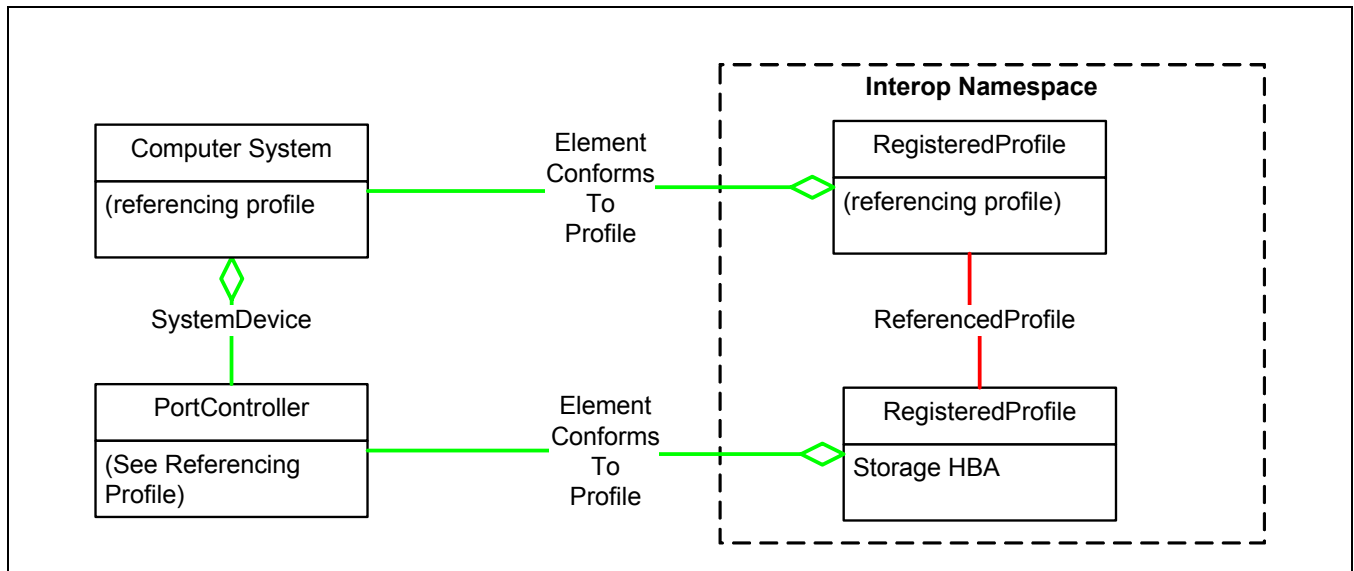 Interop Namespace
Computer System
(referencing profile
Element
Conforms
To
Profile
RegisteredProfile
(referencing profile)
SystemDevice
ReferencedProfile
PortController
(See Referencing
Profile)
Element
Conforms
To
Profile
RegisteredProfile
Storage HBA